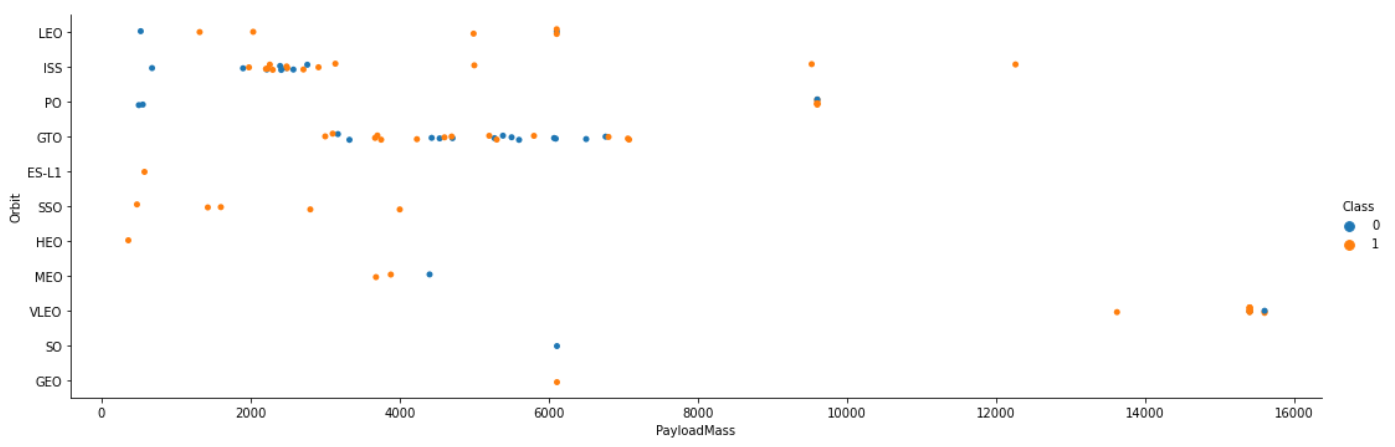 LEO
ISS
PO
GTO
ES-L1
SSO
HEO
MEO
VLEO
SO
GEO
Orbit
0 2000 4000 6000 8000 10000 12000 14000 16000
PayloadMass
Class
0
1